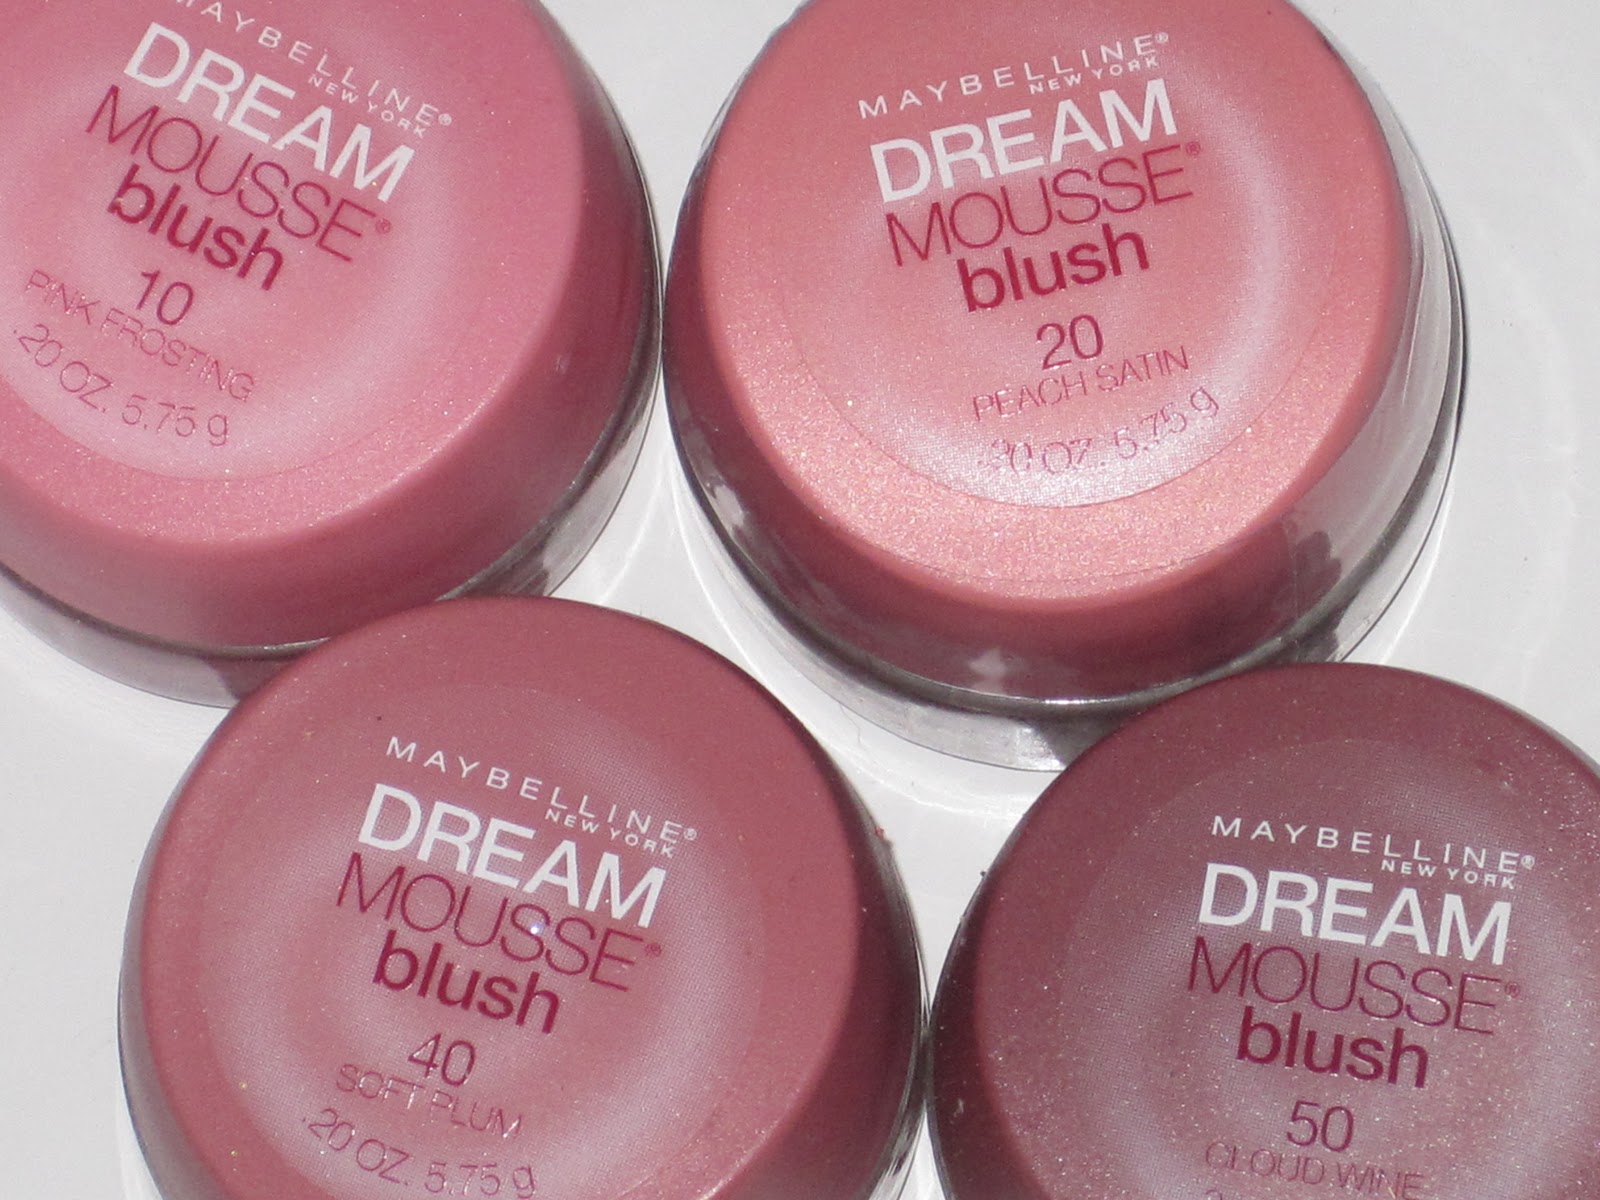 MAYBELLINE®
NEW YORK
DREAM
MOUSSE®
blush
10
PINK FROSTING
.20 OZ. 5.75 g
MAYBELLINE®
NEW YORK
DREAM
MOUSSE®
blush
20
PEACH SATIN
.20 OZ. 5.75 g
MAYBELLINE®
NEW YORK
DREAM
MOUSSE®
blush
40
SOFT PLUM
.20 OZ. 5.75 g
MAYBELLINE®
NEW YORK
DREAM
MOUSSE®
blush
50
CLOUD WINE